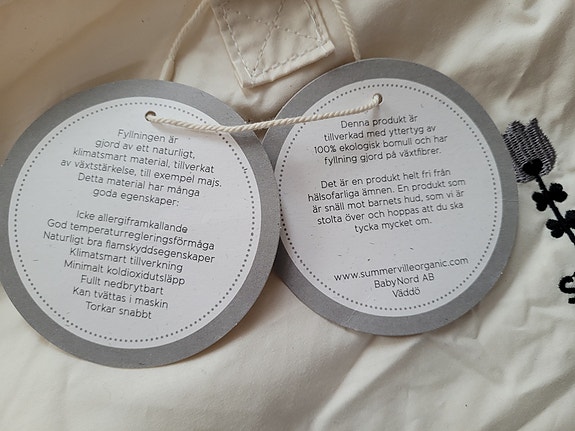 Fyllningen är
gjord av ett naturligt,
klimatsmart material, tillverkat
av växtstärkelse, till exempel majs.
Detta material har många
goda egenskaper:
Icke allergiframkallande
God temperaturregleringsförmåga
Naturligt bra flamskyddsegenskaper
Klimatsmart tillverkning
Minimalt koldioxidutsläpp
Fullt nedbrytbart
Kan tvättas i maskin
Torkar snabbt
Denna produkt är
tillverkad med yttertyg av
100% ekologisk bomull och har
fyllning gjord på växtfibrer.
Det är en produkt helt fri från
hälsofarliga ämnen. En produkt som
är snäll mot barnets hud, som vi är
stolta över och hoppas att du ska
tycka mycket om.
www.summervilleorganic.com
BabyNord AB
Väddö